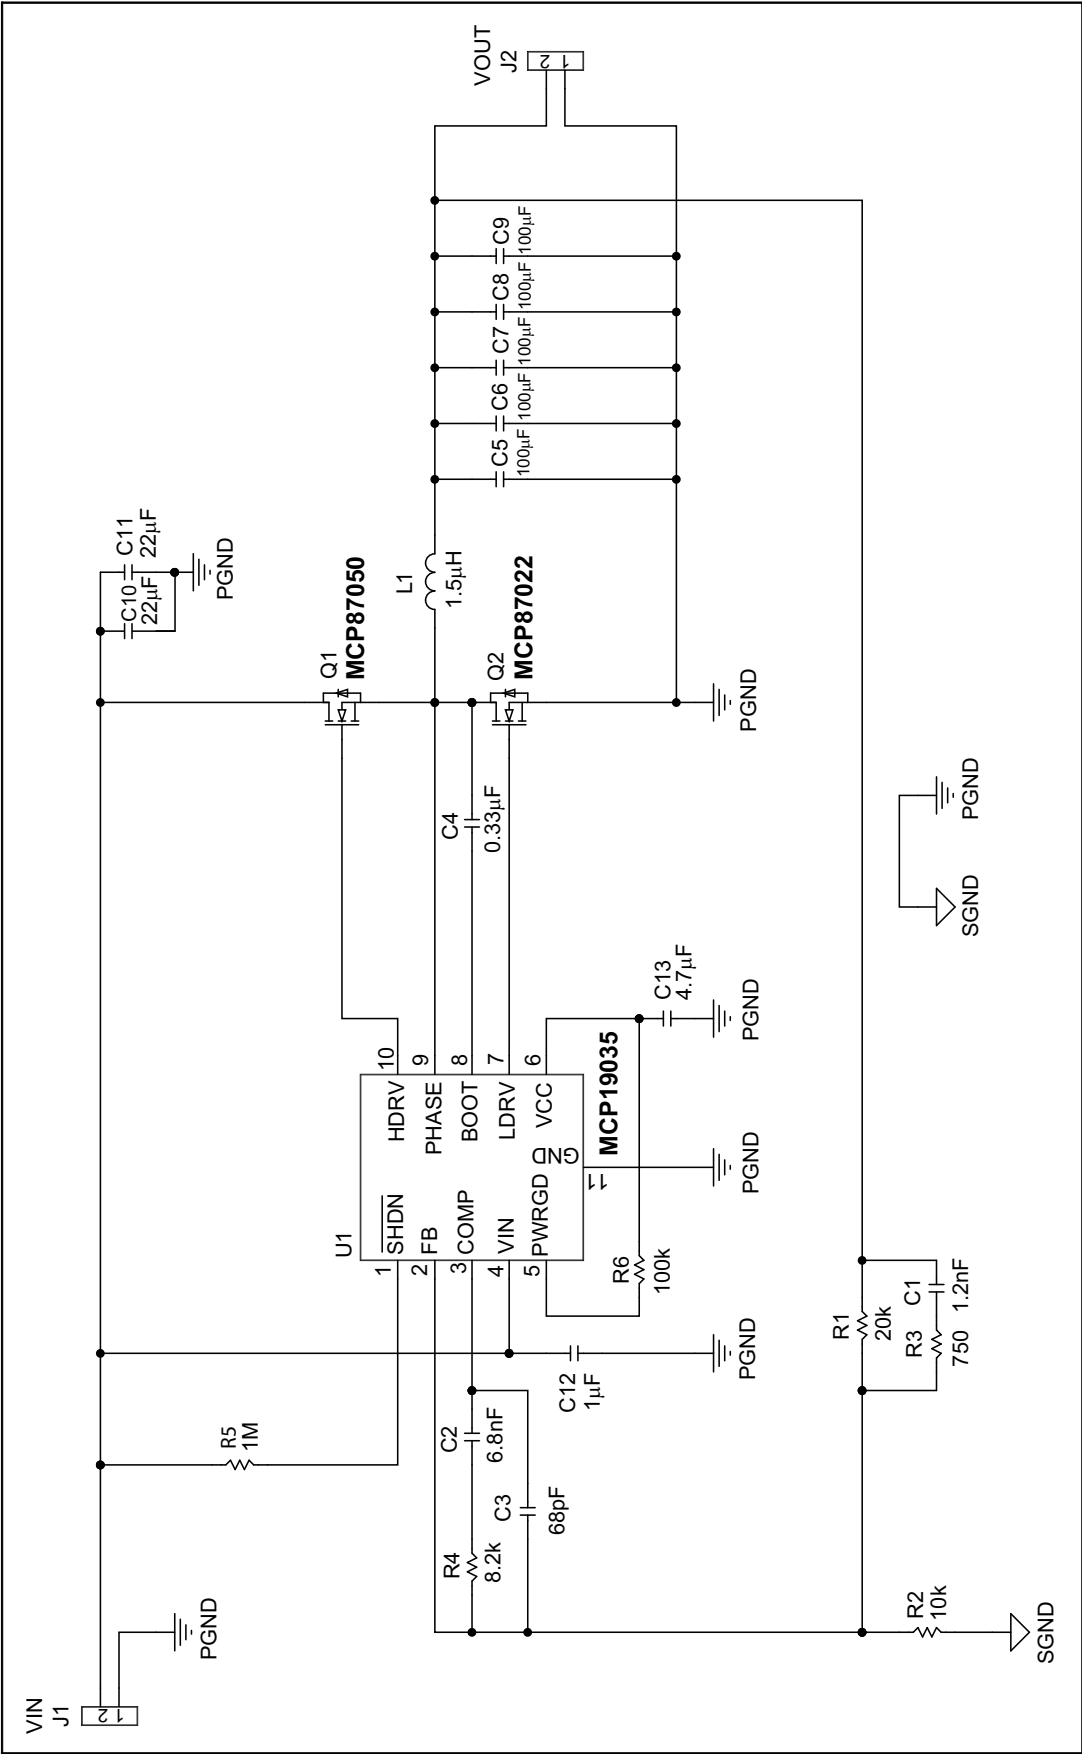 VIN
J1
2 1
PGND
R5
1M
C10
22µF
C11
22µF
PGND
Q1
MCP87050
L1
1.5µH
Q2
MCP87022
PGND
C5
100µF
C6
100µF
C7
100µF
C8
100µF
C9
100µF
VOUT
J2
2 1
U1
1 SHDN
2 FB
3 COMP
4 VIN
5 PWRGD
HDRV 10
PHASE 9
BOOT 8
LDRV 7
VCC 6
GND
11
MCP19035
C4
0.33µF
C2
6.8nF
R4
8.2k
C3
68pF
C12
1µF
PGND
R6
100k
PGND
C13
4.7µF
PGND
R1
20k
R3
750
C1
1.2nF
R2
10k
SGND
SGND
PGND